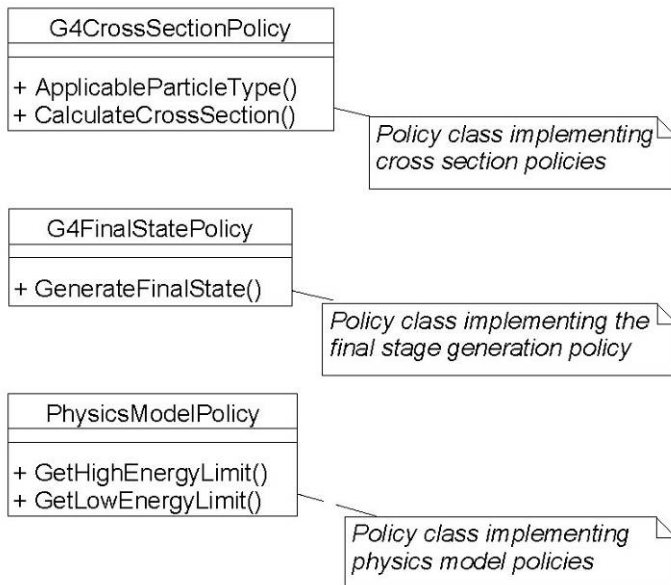 G4CrossSectionPolicy
+ ApplicableParticleType()
+ CalculateCrossSection()
Policy class implementing
cross section policies
G4FinalStatePolicy
+ GenerateFinalState()
Policy class implementing the
final stage generation policy
PhysicsModelPolicy
+ GetHighEnergyLimit()
+ GetLowEnergyLimit()
Policy class implementing
physics model policies